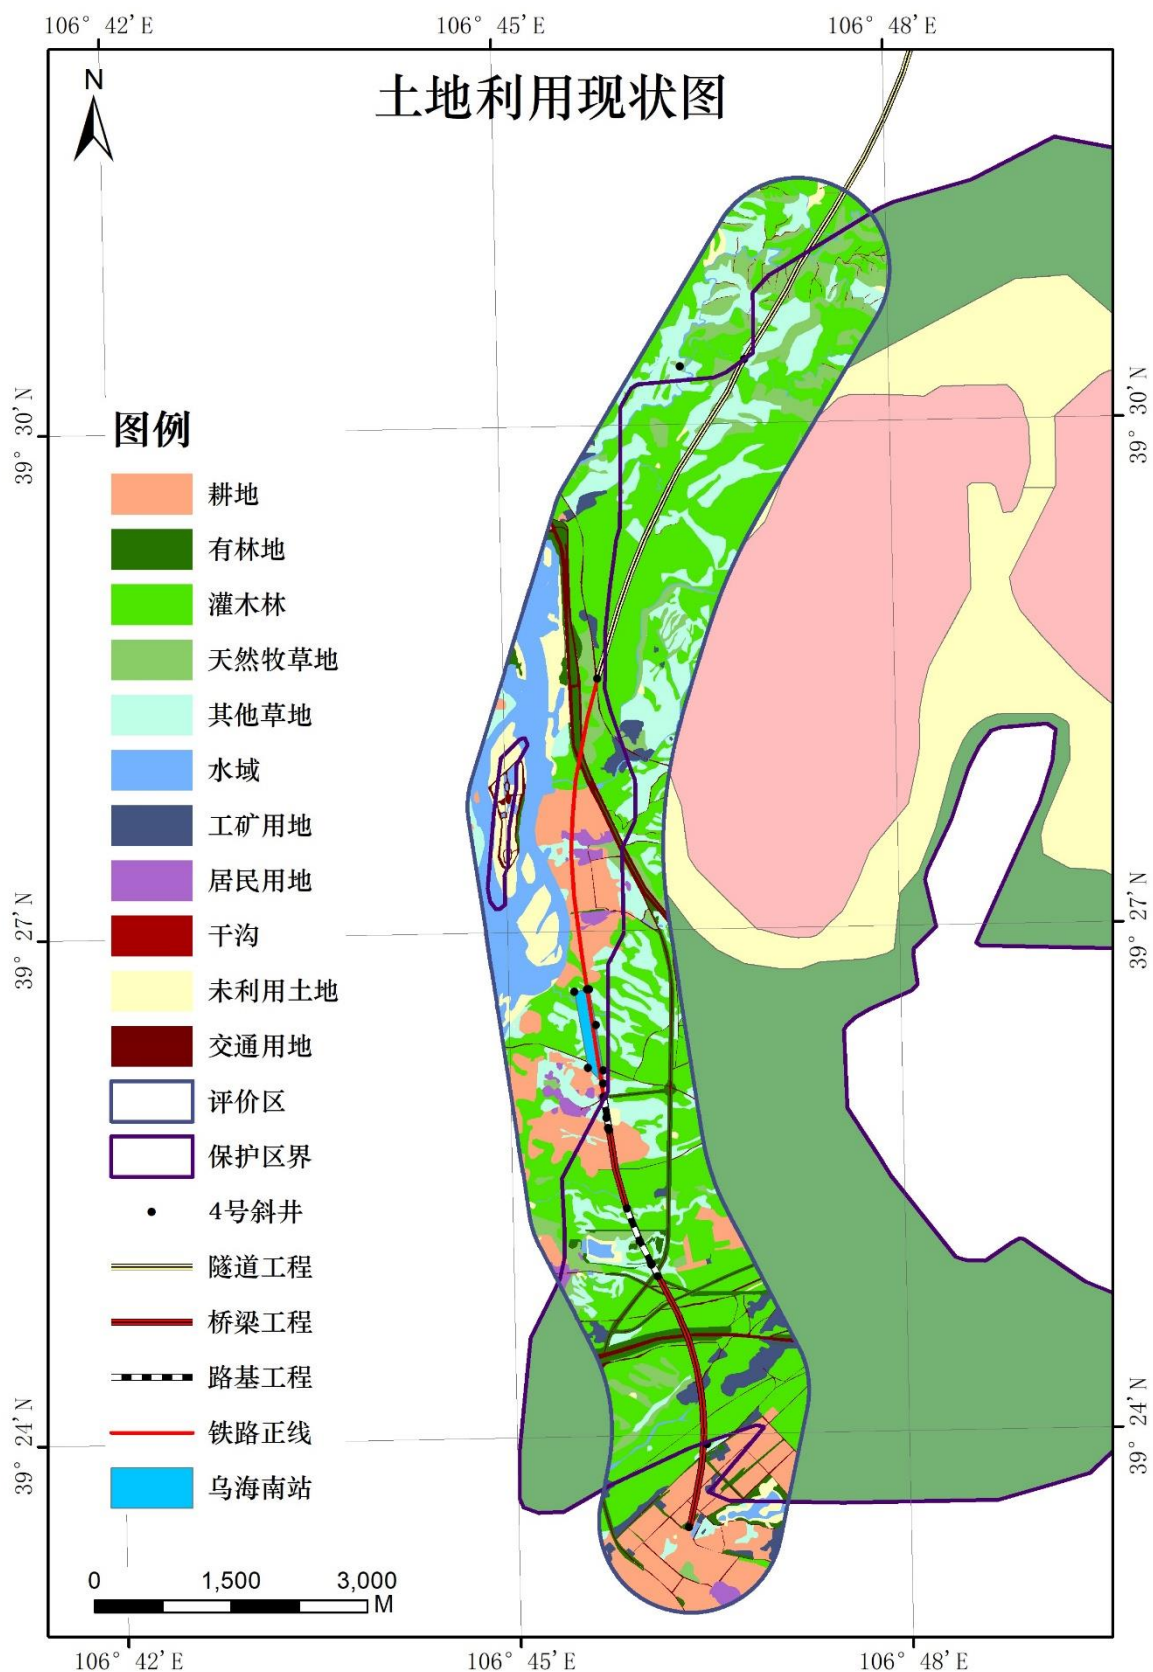 106° 42′E 106° 45′E 106° 48′E
土地利用现状图
N
39° 30′N
39° 30′N
图例
耕地
有林地
灌木林
天然牧草地
其他草地
水域
工矿用地
居民用地
干沟
未利用土地
交通用地
评价区
保护区界
4号斜井
隧道工程
桥梁工程
路基工程
铁路正线
乌海南站
39° 27′N
39° 27′N
39° 24′N
39° 24′N
0 1,500 3,000
M
106° 42′E 106° 45′E 106° 48′E